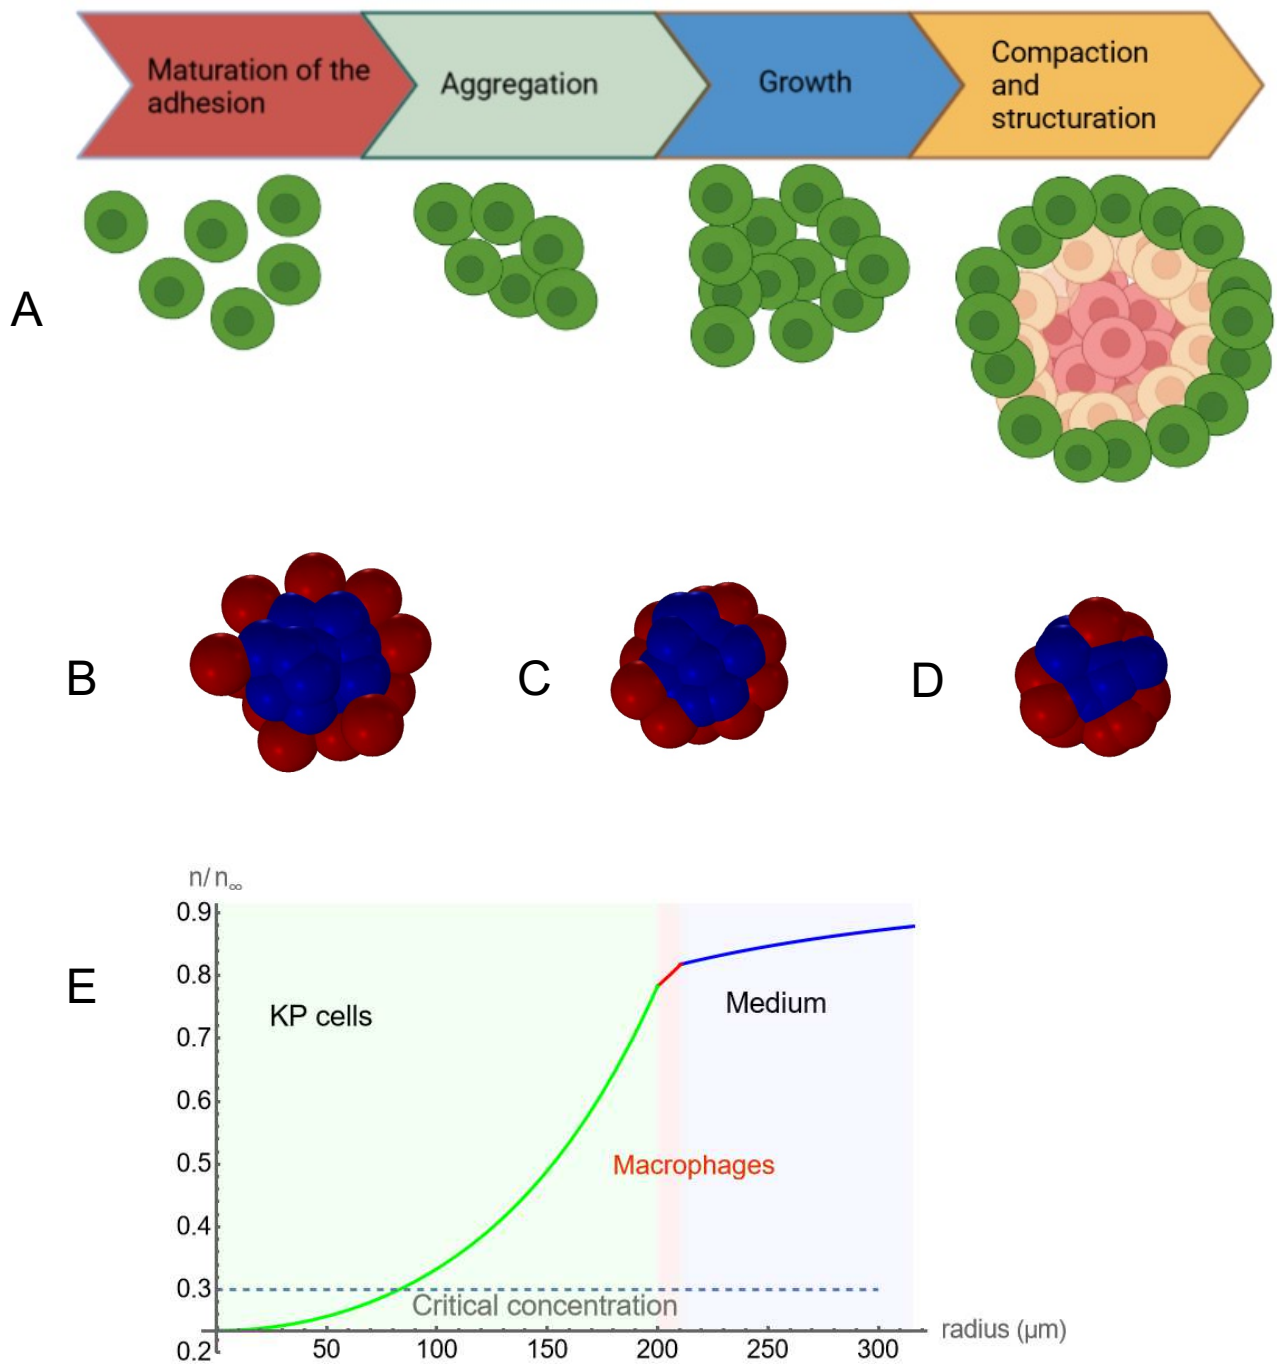 Maturation of the
adhesion
Aggregation
Growth
Compaction
and
structuration
A
B
C
D
E
n/n∞
0.9
0.8
0.7
0.6
0.5
0.4
0.3
0.2
KP cells
Medium
Macrophages
Critical concentration
50
100
150
200
250
300
radius (μm)